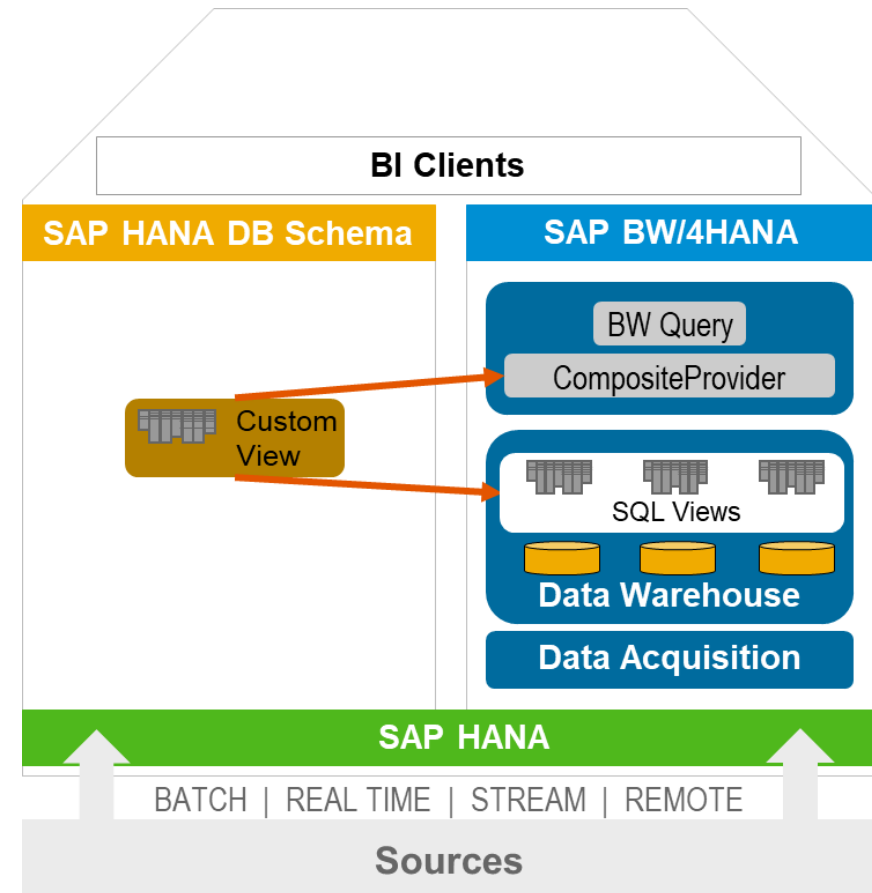 BI Clients
SAP HANA DB Schema
SAP BW/4HANA
BW Query
CompositeProvider
Custom
View
SQL Views
Data Warehouse
Data Acquisition
SAP HANA
BATCH | REAL TIME | STREAM | REMOTE
Sources